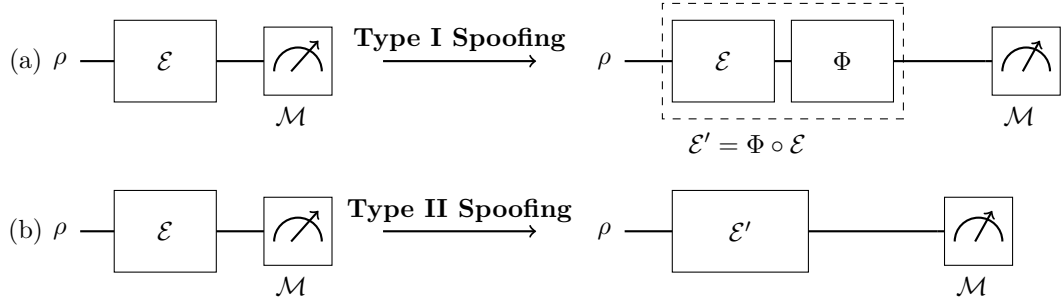 (a) ρ ℰ ℳ Type I Spoofing ρ ℰ Φ ℳ
ℰ′ = Φ ∘ ℰ
(b) ρ ℰ ℳ Type II Spoofing ρ ℰ′ ℳ